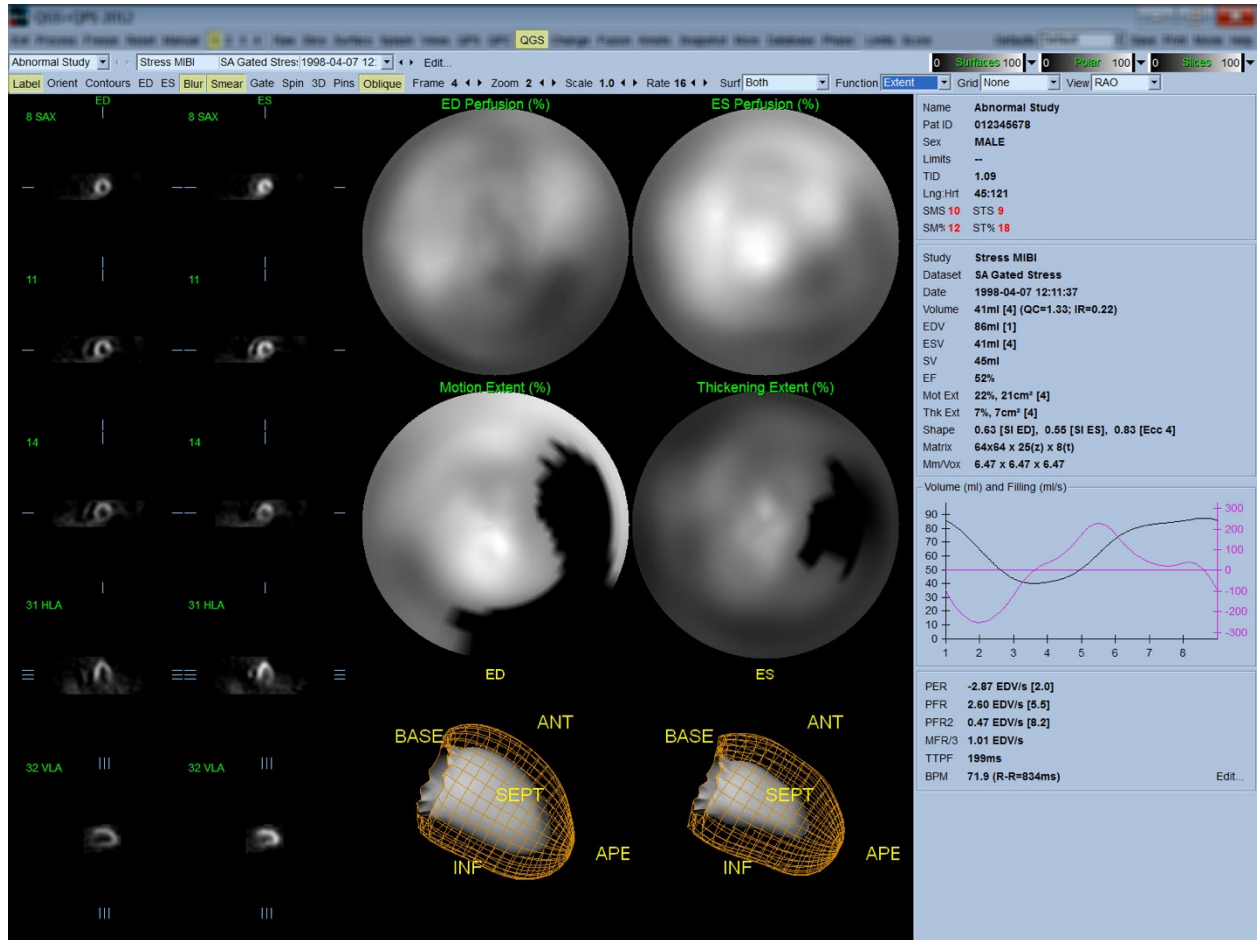 QGS+QPS 2012
QGS
Abnormal Study Stress MIBI SA Gated Stres: 1998-04-07 12: Edit...
0 Surfaces 100 0 Polar 100 0 Slices 100
Label Orient Contours ED ES Blur Smear Gate Spin 3D Pins Oblique Frame 4 Zoom 2 Scale 1.0 Rate 16 Surf Both Function Extent Grid None View RAO
ED ES
8 SAX 8 SAX
11 11
14 14
31 HLA 31 HLA
32 VLA 32 VLA
ED Perfusion (%) ES Perfusion (%)
Motion Extent (%) Thickening Extent (%)
ED ES
BASE ANT SEPT INF APE
BASE ANT SEPT INF APE
Name Abnormal Study
Pat ID 012345678
Sex MALE
Limits --
TID 1.09
Lng:Hrt 45:121
SMS 10 STS 9
SM% 12 ST% 18
Study Stress MIBI
Dataset SA Gated Stress
Date 1998-04-07 12:11:37
Volume 41ml [4] (QC=1.33; IR=0.22)
EDV 86ml [1]
ESV 41ml [4]
SV 45ml
EF 52%
Mot Ext 22%, 21cm² [4]
Thk Ext 7%, 7cm² [4]
Shape 0.63 [SI ED], 0.55 [SI ES], 0.83 [Ecc 4]
Matrix 64x64 x 25(z) x 8(t)
Mm/Vox 6.47 x 6.47 x 6.47
Volume (ml) and Filling (ml/s)
90 80 70 60 50 40 30 20 10 0
300 200 100 0 -100 -200 -300
1 2 3 4 5 6 7 8
PER -2.87 EDV/s [2.0]
PFR 2.60 EDV/s [5.5]
PFR2 0.47 EDV/s [8.2]
MFR/3 1.01 EDV/s
TTPF 199ms
BPM 71.9 (R-R=834ms) Edit...